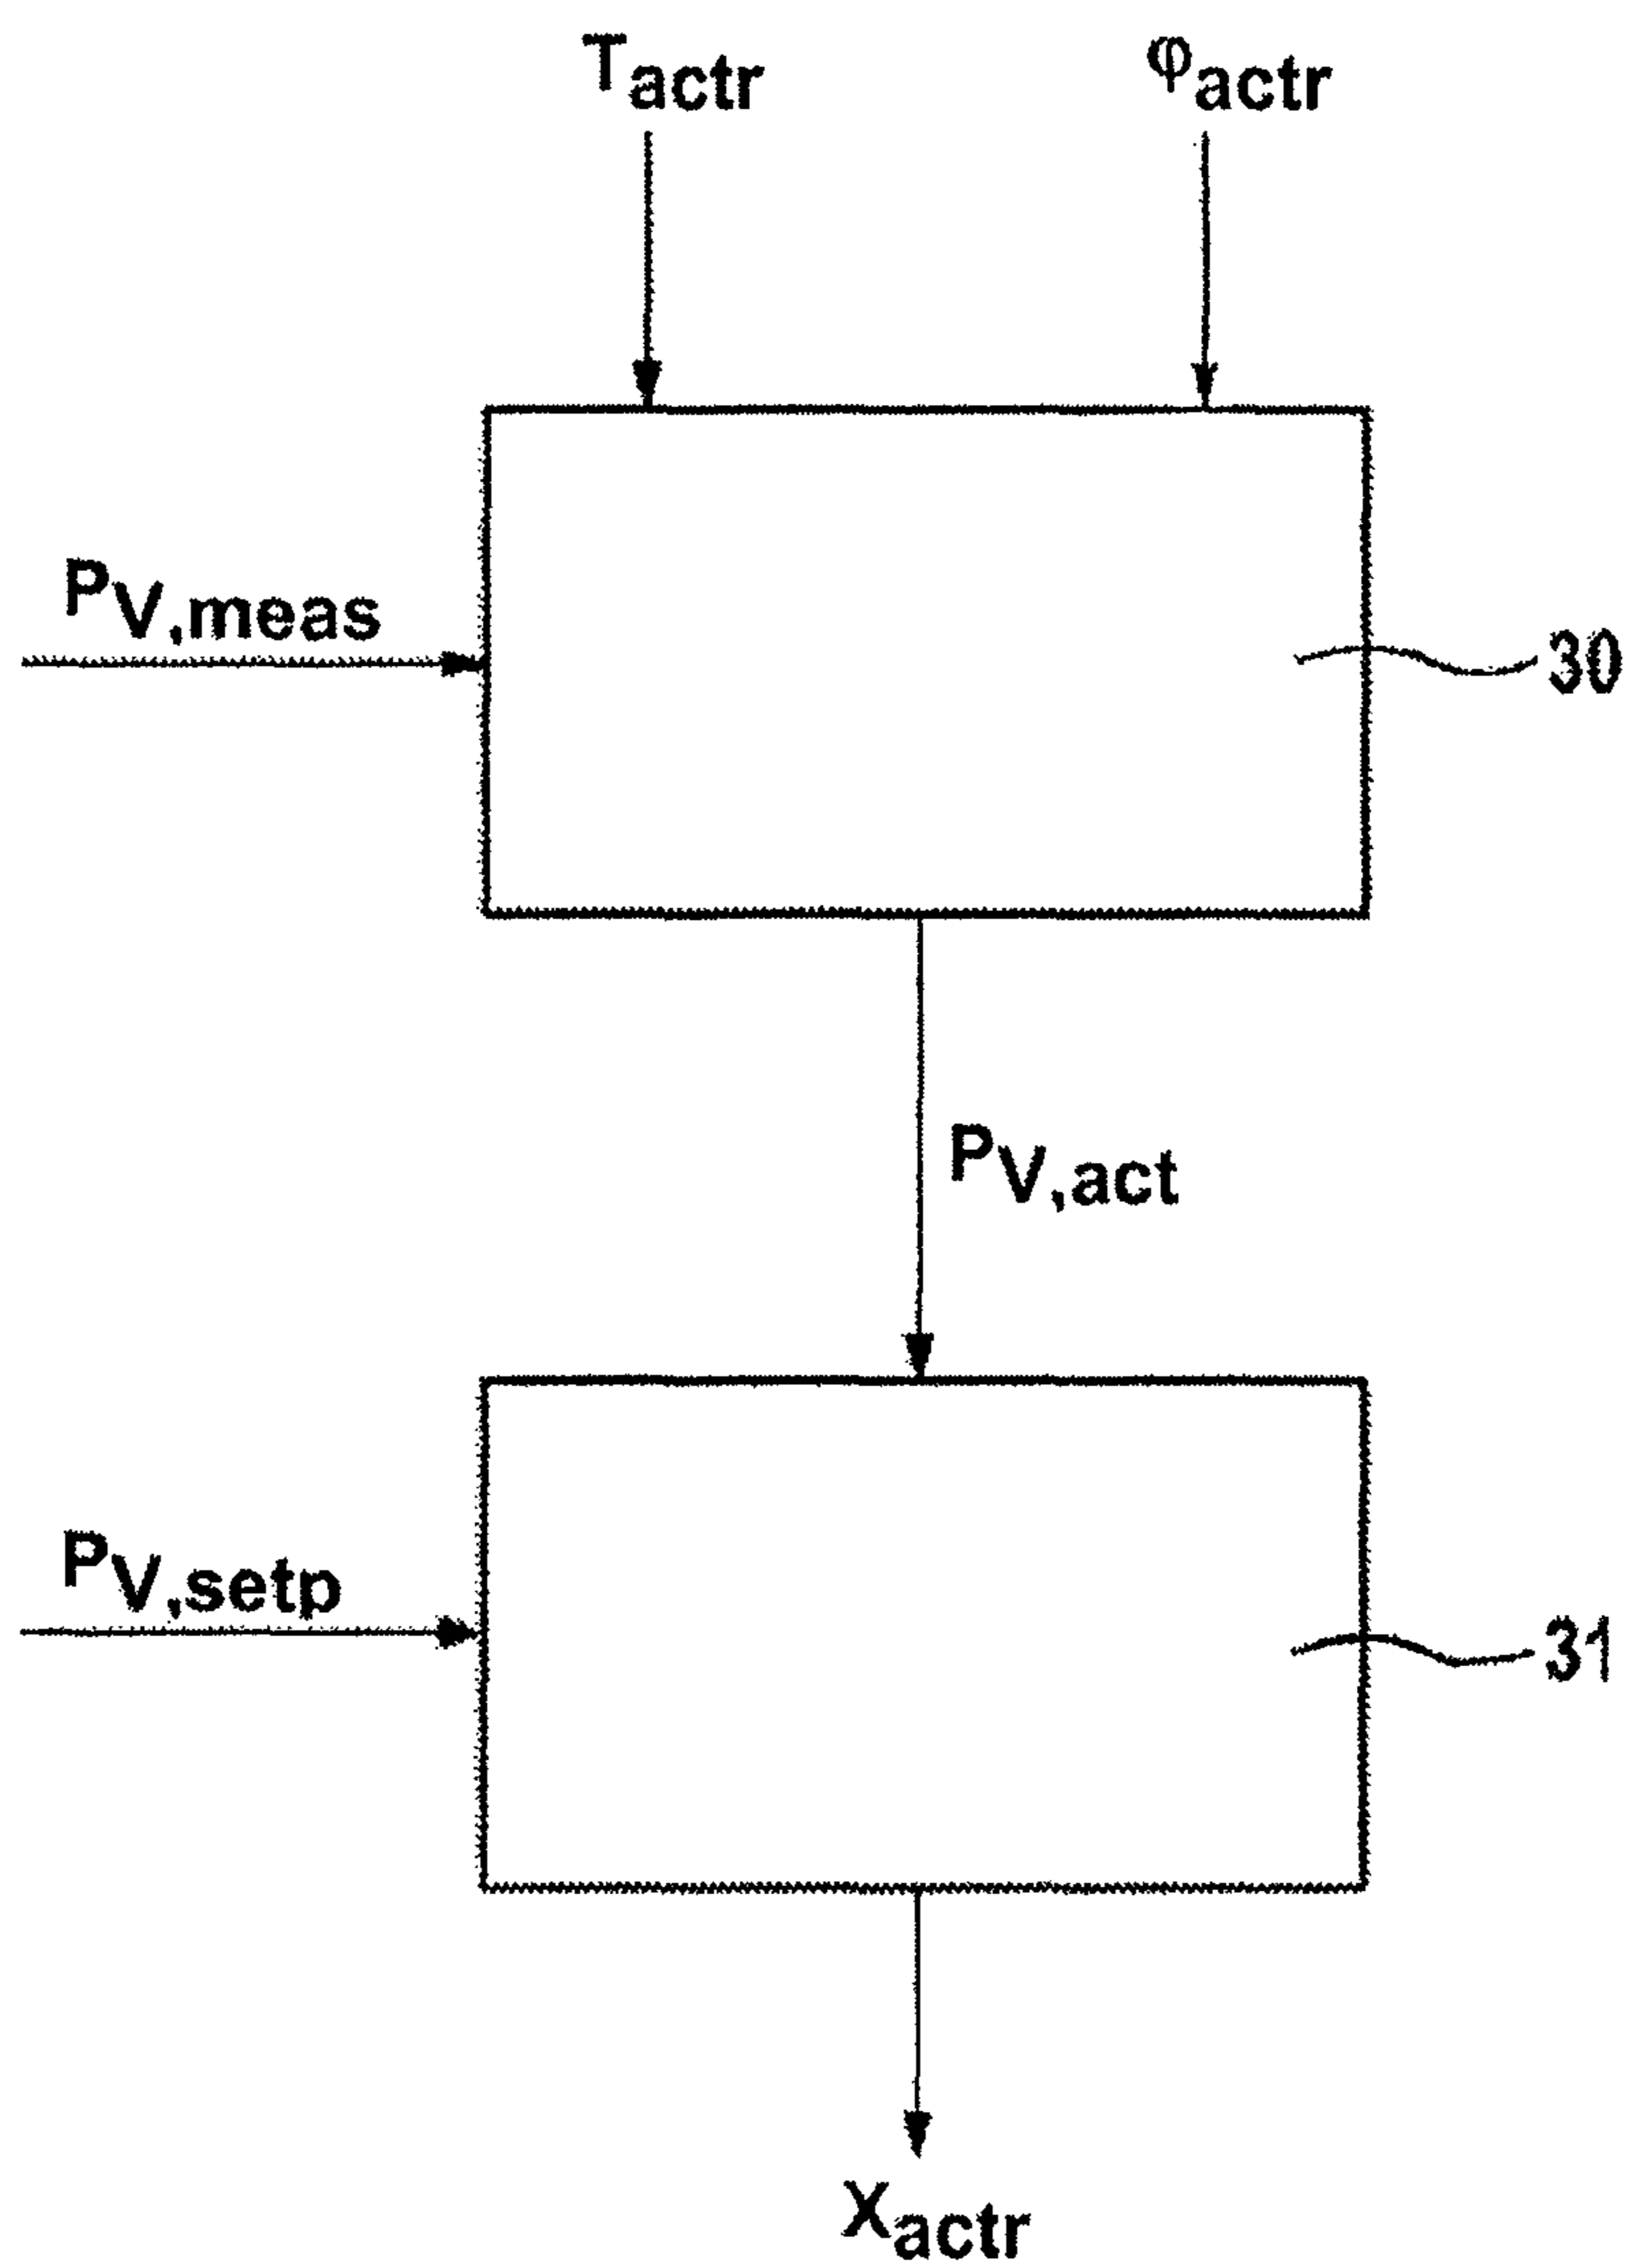 Tactr φactr
PV,meas
30
PV,act
PV,setp
31
Xactr